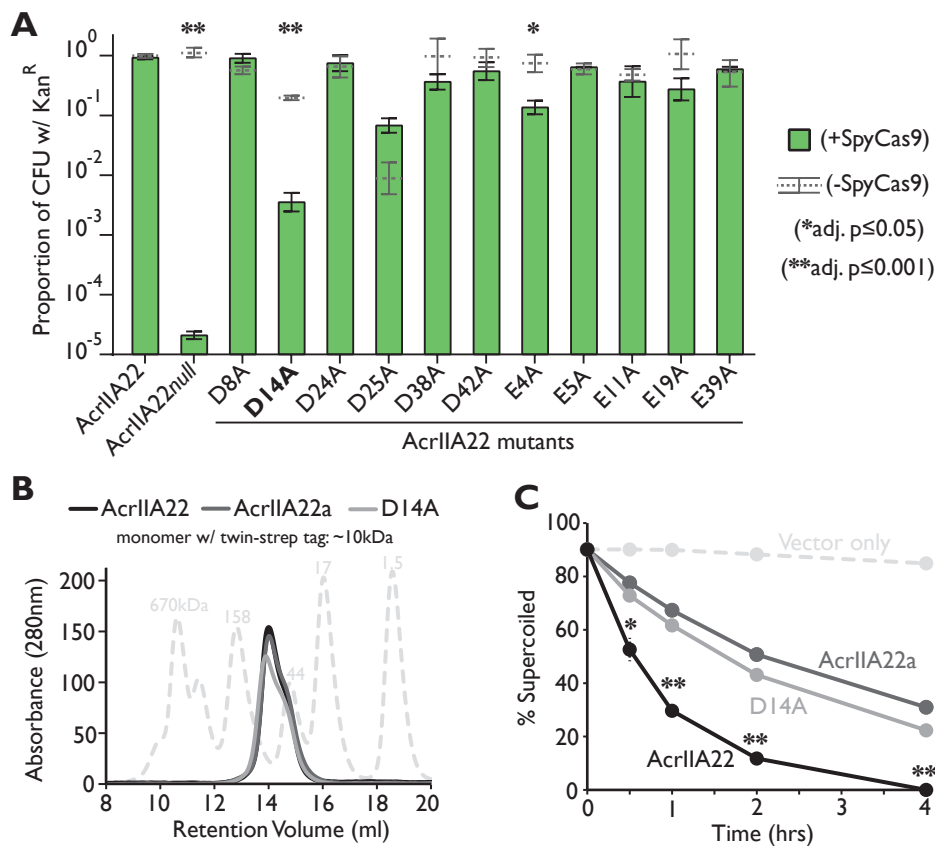 A
Proportion of CFU w/ Kan^R
10^0
10^-1
10^-2
10^-3
10^-4
10^-5
**
**
*
AcrIIA22
AcrIIA22null
D8A
D14A
D24A
D25A
D38A
D42A
E4A
E5A
E11A
E19A
E39A
AcrIIA22 mutants
(+SpyCas9)
(-SpyCas9)
(*adj. p≤0.05)
(**adj. p≤0.001)
B
AcrIIA22 AcrIIA22a D14A
monomer w/ twin-strep tag: ~10kDa
Absorbance (280nm)
200
150
100
50
0
670kDa
158
44
17
1.5
8 10 12 14 16 18 20
Retention Volume (ml)
C
% Supercoiled
100
80
60
40
20
0
Vector only
AcrIIA22a
D14A
AcrIIA22
*
**
**
**
0 1 2 3 4
Time (hrs)